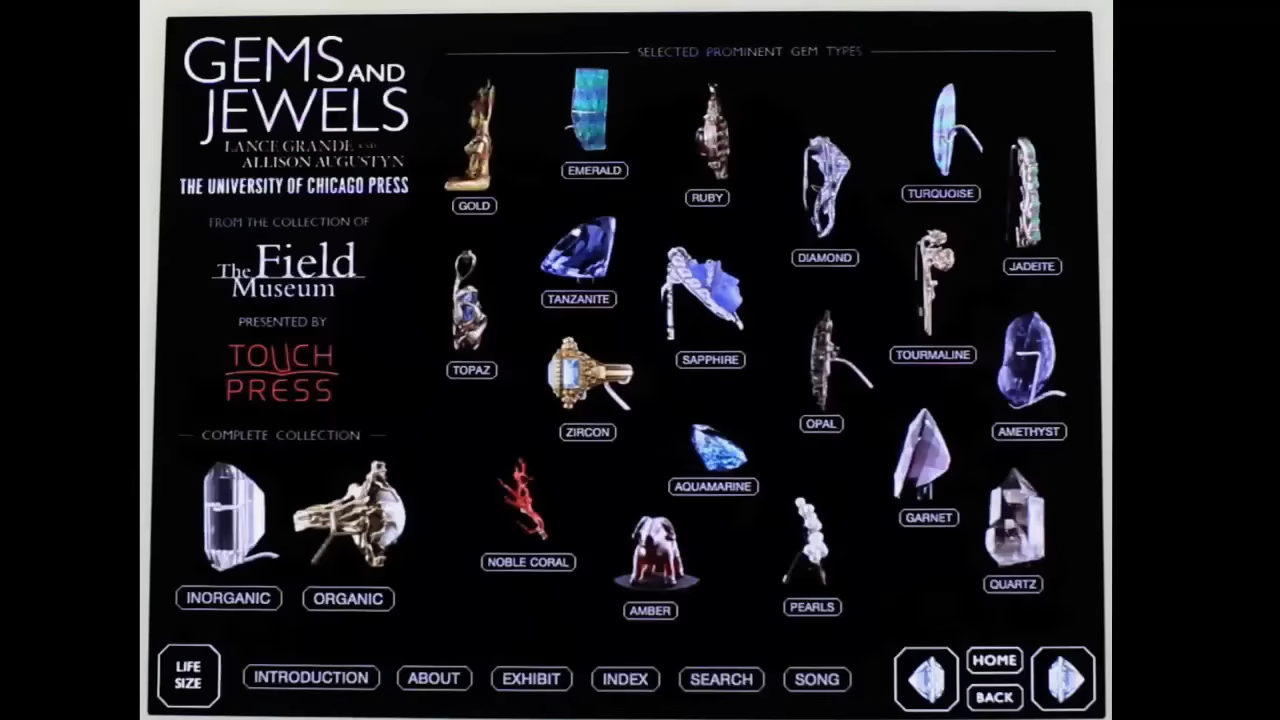 GEMS AND
JEWELS
LANCE GRANDE AND
ALLISON AUGUSTYN
THE UNIVERSITY OF CHICAGO PRESS
FROM THE COLLECTION OF
The Field
Museum
PRESENTED BY
TOUCH
PRESS
COMPLETE COLLECTION
INORGANIC
ORGANIC
SELECTED PROMINENT GEM TYPES
GOLD
EMERALD
RUBY
DIAMOND
TURQUOISE
JADEITE
TOPAZ
TANZANITE
SAPPHIRE
TOURMALINE
ZIRCON
OPAL
AMETHYST
AQUAMARINE
GARNET
NOBLE CORAL
AMBER
PEARLS
QUARTZ
LIFE
SIZE
INTRODUCTION
ABOUT
EXHIBIT
INDEX
SEARCH
SONG
HOME
BACK